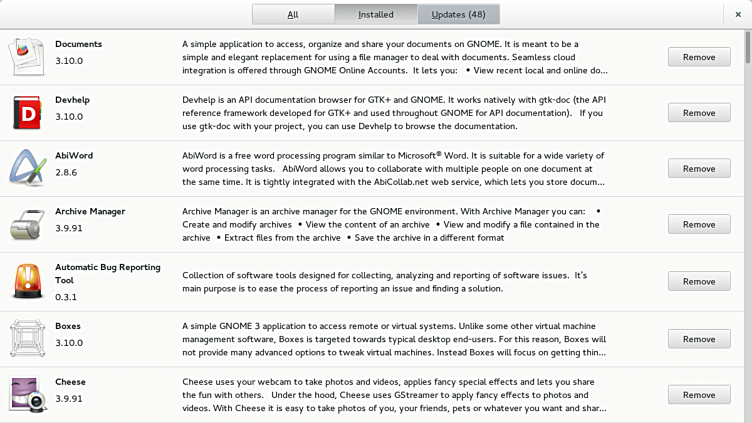 All Installed Updates (48)
Documents
3.10.0
A simple application to access, organize and share your documents on GNOME. It is meant to be a
simple and elegant replacement for using a file manager to deal with documents. Seamless cloud
integration is offered through GNOME Online Accounts. It lets you: • View recent local and online do...
Remove
Devhelp
3.10.0
Devhelp is an API documentation browser for GTK+ and GNOME. It works natively with gtk-doc (the API
reference framework developed for GTK+ and used throughout GNOME for API documentation). If you
use gtk-doc with your project, you can use Devhelp to browse the documentation.
Remove
AbiWord
2.8.6
AbiWord is a free word processing program similar to Microsoft® Word. It is suitable for a wide variety of
word processing tasks. AbiWord allows you to collaborate with multiple people on one document at
the same time. It is tightly integrated with the AbiCollab.net web service, which lets you store docum...
Remove
Archive Manager
3.9.91
Archive Manager is an archive manager for the GNOME environment. With Archive Manager you can: •
Create and modify archives • View the content of an archive • View and modify a file contained in the
archive • Extract files from the archive • Save the archive in a different format
Remove
Automatic Bug Reporting
Tool
0.3.1
Collection of software tools designed for collecting, analyzing and reporting of software issues. It's
main purpose is to ease the process of reporting an issue and finding a solution.
Remove
Boxes
3.10.0
A simple GNOME 3 application to access remote or virtual systems. Unlike some other virtual machine
management software, Boxes is targeted towards typical desktop end-users. For this reason, Boxes will
not provide many advanced options to tweak virtual machines. Instead Boxes will focus on getting thin...
Remove
Cheese
3.9.91
Cheese uses your webcam to take photos and videos, applies fancy special effects and lets you share
the fun with others. Under the hood, Cheese uses GStreamer to apply fancy effects to photos and
videos. With Cheese it is easy to take photos of you, your friends, pets or whatever you want and shar...
Remove